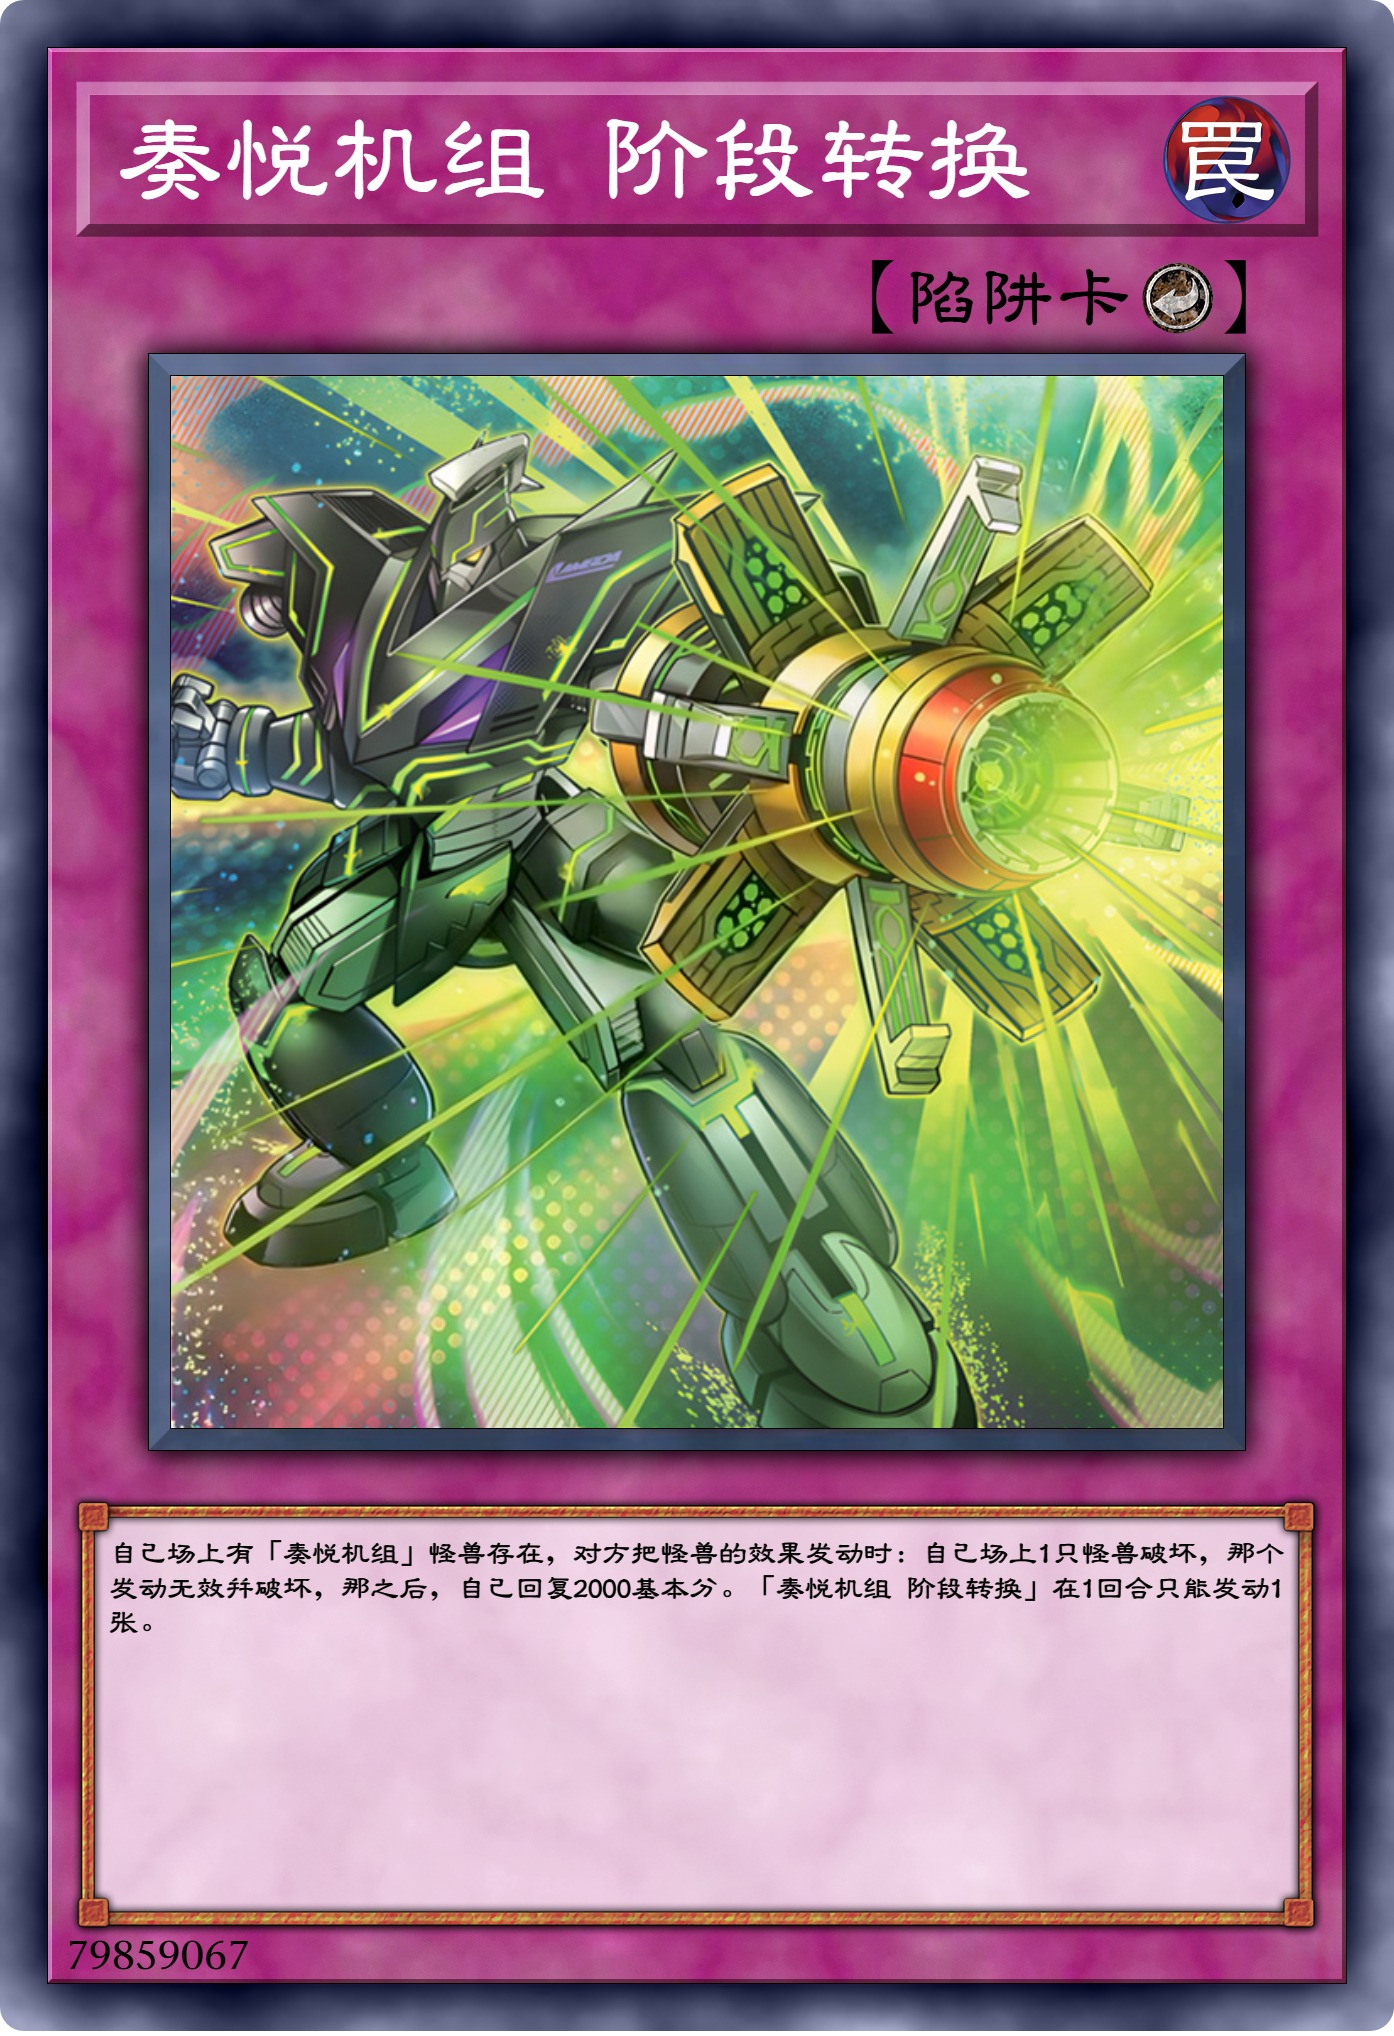 奏悦机组 阶段转换
罠
【陷阱卡】
自己场上有「奏悦机组」怪兽存在，对方把怪兽的效果发动时：自己场上1只怪兽破坏，那个
发动无效并破坏，那之后，自己回复2000基本分。「奏悦机组 阶段转换」在1回合只能发动1
张。
79859067